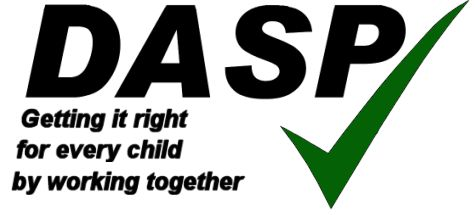 DASP
Getting it right
for every child
by working together